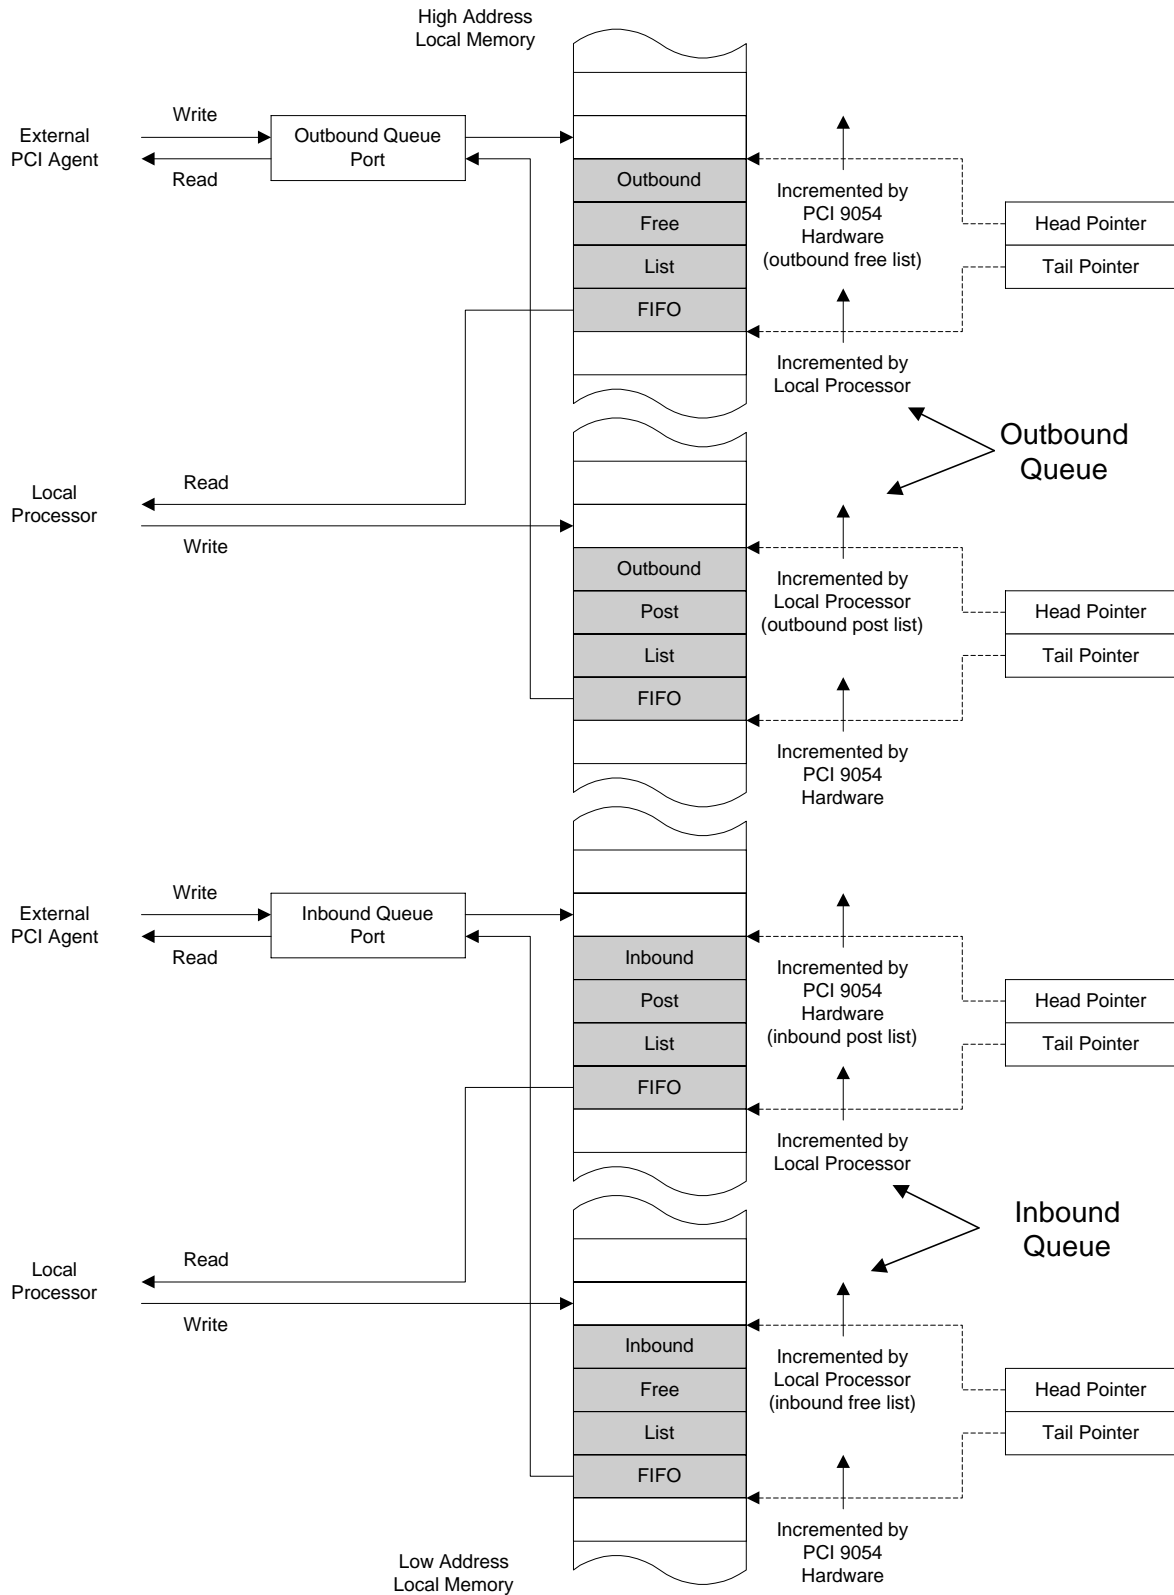 High Address
Local Memory
Write
External
PCI Agent
Outbound Queue
Port
Read
Outbound
Free
List
FIFO
Incremented by
PCI 9054
Hardware
(outbound free list)
Head Pointer
Tail Pointer
Incremented by
Local Processor
Outbound
Queue
Read
Local
Processor
Write
Outbound
Post
List
FIFO
Incremented by
Local Processor
(outbound post list)
Head Pointer
Tail Pointer
Incremented by
PCI 9054
Hardware
Write
External
PCI Agent
Inbound Queue
Port
Read
Inbound
Post
List
FIFO
Incremented by
PCI 9054
Hardware
(inbound post list)
Head Pointer
Tail Pointer
Incremented by
Local Processor
Inbound
Queue
Read
Local
Processor
Write
Inbound
Free
List
FIFO
Incremented by
Local Processor
(inbound free list)
Head Pointer
Tail Pointer
Incremented by
PCI 9054
Hardware
Low Address
Local Memory